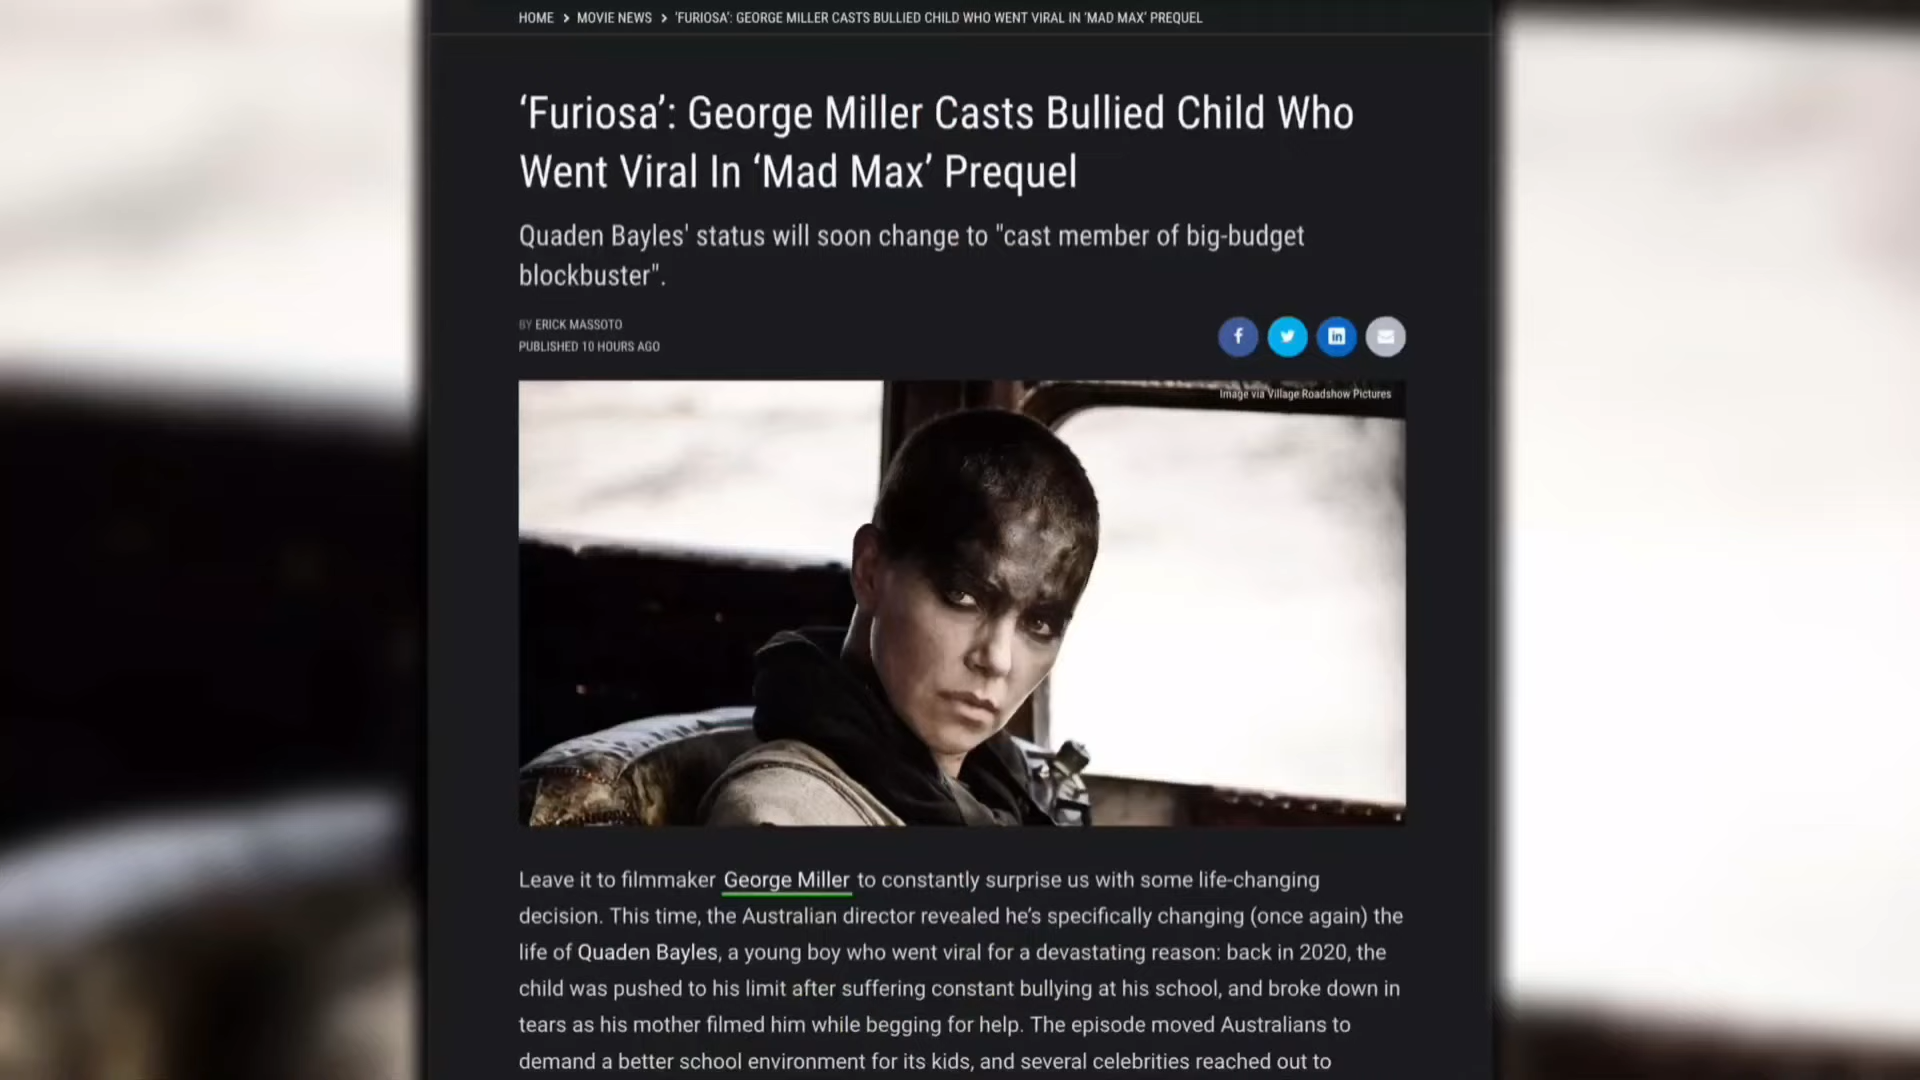 HOME > MOVIE NEWS > 'FURIOSA': GEORGE MILLER CASTS BULLIED CHILD WHO WENT VIRAL IN 'MAD MAX' PREQUEL
‘Furiosa’: George Miller Casts Bullied Child Who
Went Viral In ‘Mad Max’ Prequel
Quaden Bayles' status will soon change to "cast member of big-budget
blockbuster".
BY ERICK MASSOTO
PUBLISHED 10 HOURS AGO
Image via Village Roadshow Pictures
Leave it to filmmaker George Miller to constantly surprise us with some life-changing
decision. This time, the Australian director revealed he’s specifically changing (once again) the
life of Quaden Bayles, a young boy who went viral for a devastating reason: back in 2020, the
child was pushed to his limit after suffering constant bullying at his school, and broke down in
tears as his mother filmed him while begging for help. The episode moved Australians to
demand a better school environment for its kids, and several celebrities reached out to